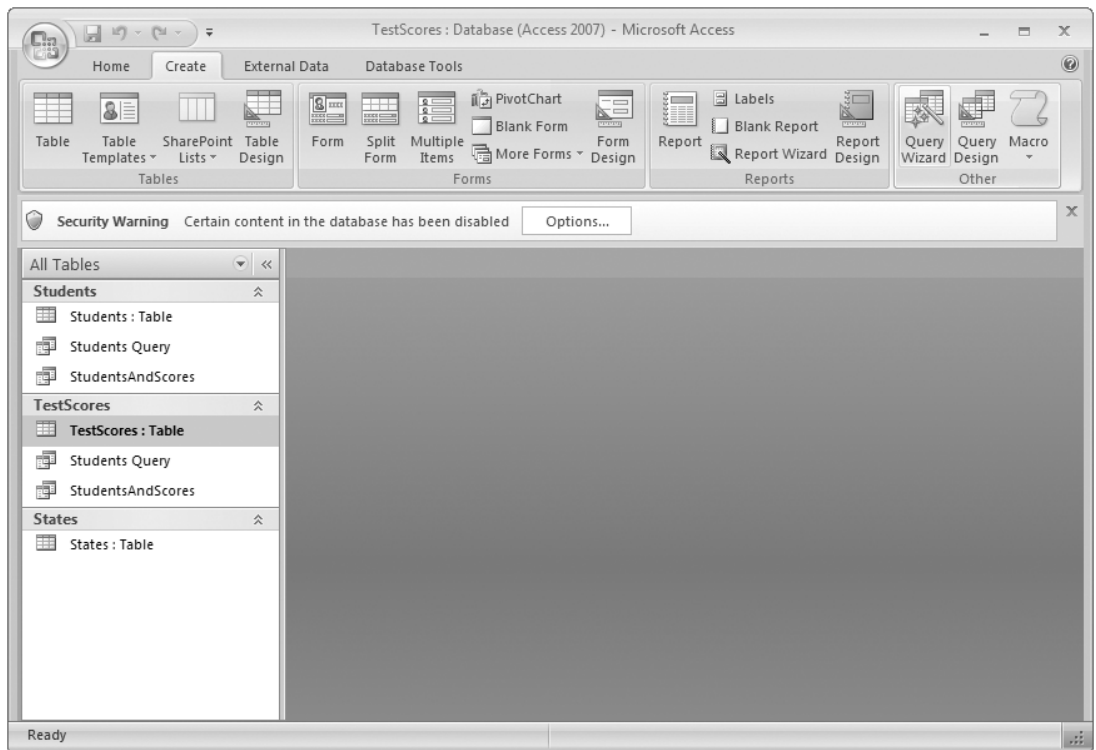 TestScores : Database (Access 2007) - Microsoft Access
Home Create External Data Database Tools
Table
Table Templates
SharePoint Lists
Table Design
Tables
Form
Split Form
Multiple Items
PivotChart
Blank Form
More Forms
Form Design
Forms
Report
Labels
Blank Report
Report Wizard
Report Design
Reports
Query Wizard
Query Design
Macro
Other
Security Warning Certain content in the database has been disabled Options...
All Tables
Students
Students : Table
Students Query
StudentsAndScores
TestScores
TestScores : Table
Students Query
StudentsAndScores
States
States : Table
Ready